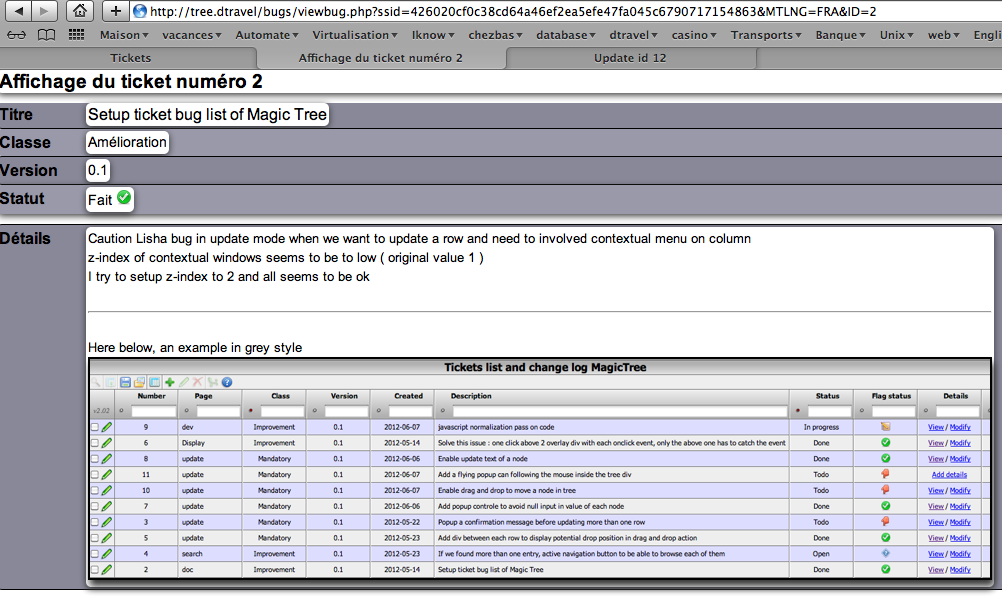 http://tree.dtravel/bugs/viewbug.php?ssid=426020cf0c38cd64a46ef2ea5efe47fa045c6790717154863&MTLNG=FRA&ID=2
Maison vacances Automate Virtualisation Iknow chezbas database dtravel casino Transports Banque Unix web Engli
Tickets Affichage du ticket numéro 2 Update id 12
Affichage du ticket numéro 2
Titre Setup ticket bug list of Magic Tree
Classe Amélioration
Version 0.1
Statut Fait
Détails Caution Lisha bug in update mode when we want to update a row and need to involved contextual menu on column
z-index of contextual windows seems to be to low ( original value 1 )
I try to setup z-index to 2 and all seems to be ok
Here below, an example in grey style
Tickets list and change log MagicTree
Number Page Class Version Created Description Status Flag status Details
v2.02
9 dev Improvement 0.1 2012-06-07 javascript normalization pass on code In progress View / Modify
6 Display Improvement 0.1 2012-05-14 Solve this issue : one click above 2 overlay div with each onclick event, only the above one has to catch the event Done View / Modify
8 update Mandatory 0.1 2012-06-06 Enable update text of a node Done View / Modify
11 update Mandatory 0.1 2012-06-07 Add a flying popup can following the mouse inside the tree div Todo Add details
10 update Mandatory 0.1 2012-06-07 Enable drag and drop to move a node in tree Todo View / Modify
7 update Mandatory 0.1 2012-06-06 Add popup controle to avoid null input in value of each node Done View / Modify
3 update Mandatory 0.1 2012-05-22 Popup a confirmation message before updating more than one row Todo View / Modify
5 update Mandatory 0.1 2012-05-23 Add div between each row to display potential drop position in drag and drop action Done View / Modify
4 search Improvement 0.1 2012-05-23 If we found more than one entry, active navigation button to be able to browse each of them Open View / Modify
2 doc Improvement 0.1 2012-05-14 Setup ticket bug list of Magic Tree Done View / Modify